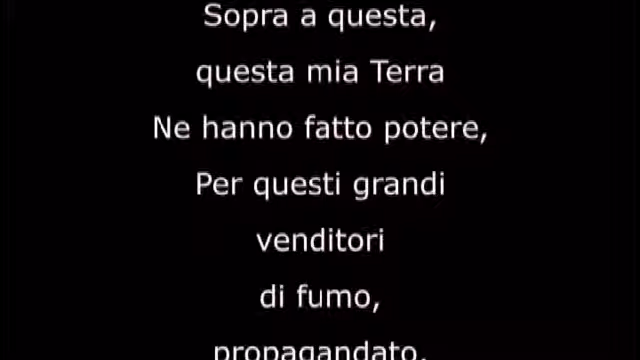 Sopra a questa,
questa mia Terra
Ne hanno fatto potere,
Per questi grandi
venditori
di fumo,
propagandato,